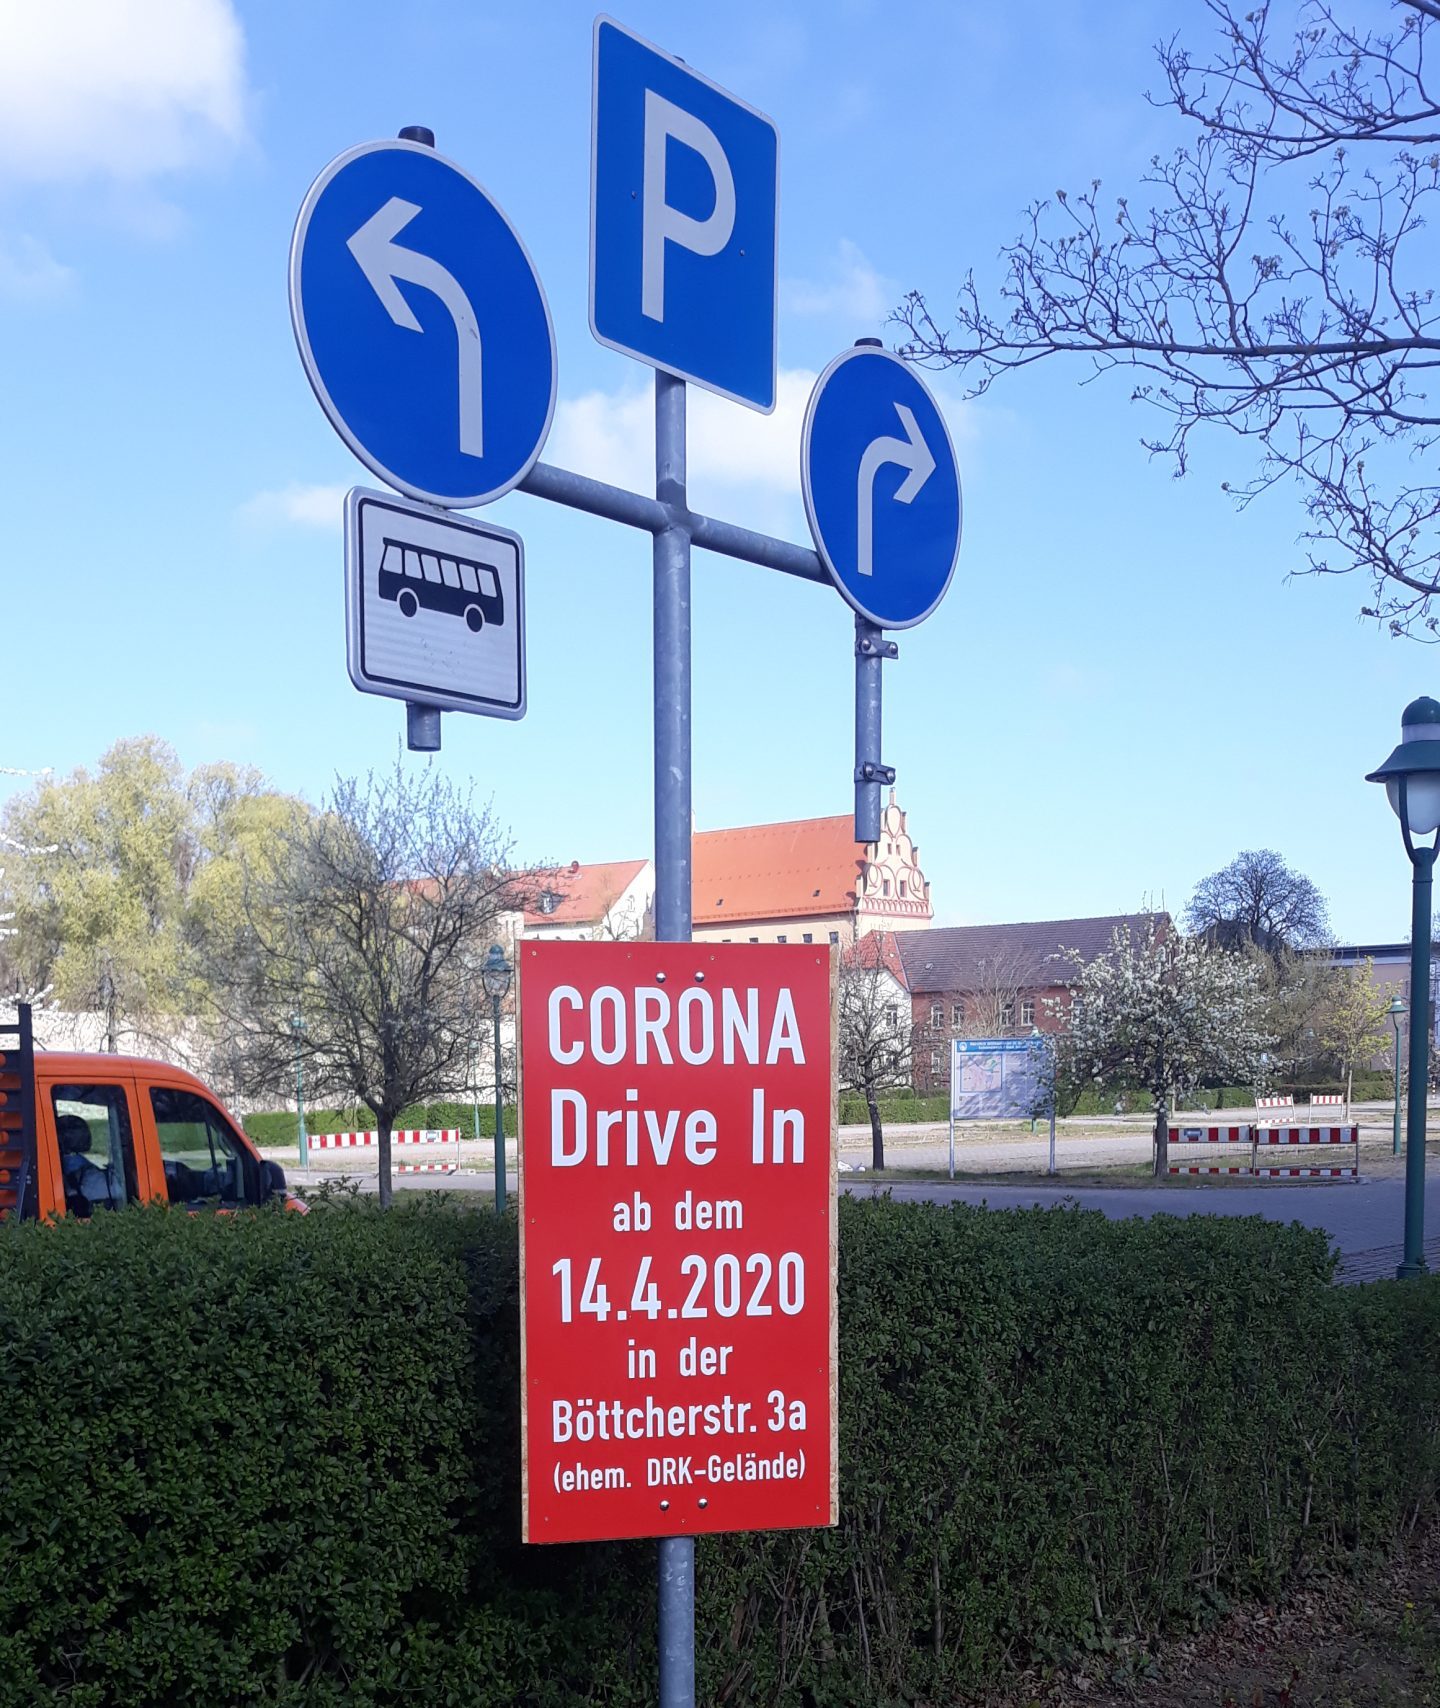 P
CORONA
Drive In
ab dem
14.4.2020
in der
Böttcherstr. 3a
(ehem. DRK-Gelände)